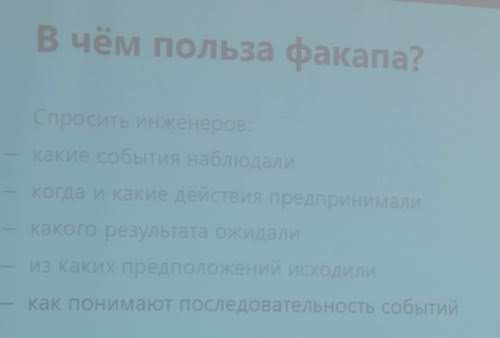 В чём польза факапа?
Спросить инженеров:
— какие события наблюдали
— когда и какие действия предпринимали
— какого результата ожидали
— из каких предположений исходили
— как понимают последовательность событий